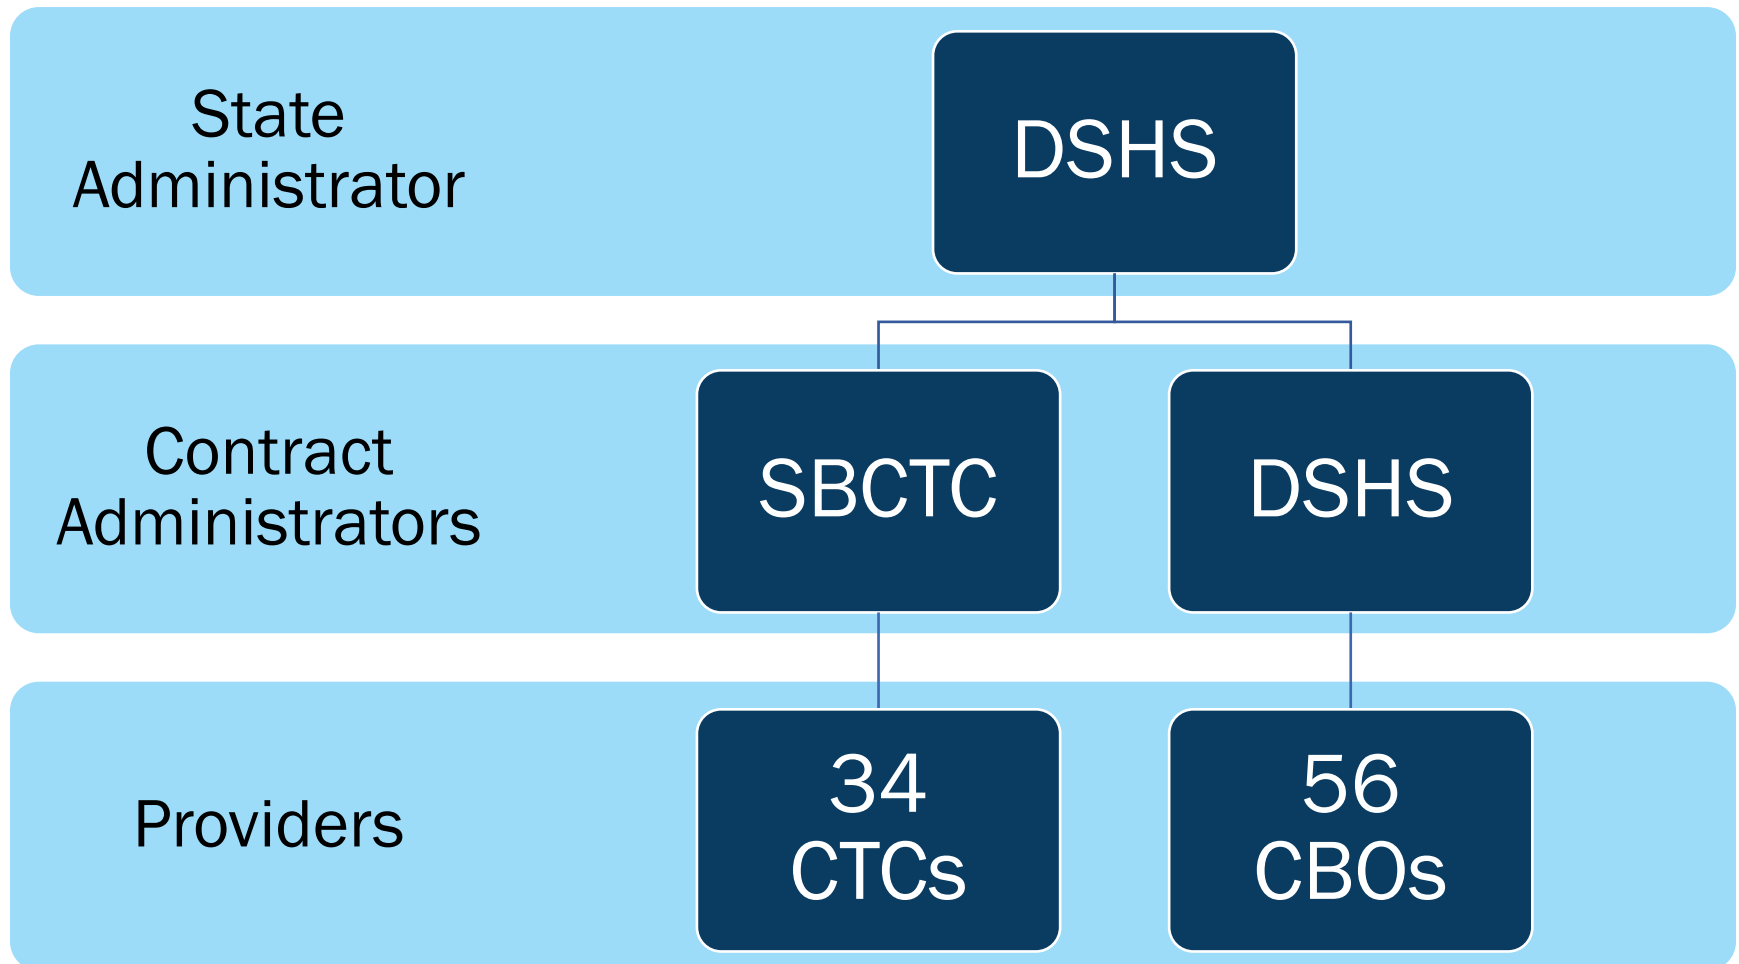 State
Administrator
DSHS
Contract
Administrators
SBCTC
DSHS
Providers
34
CTCs
56
CBOs